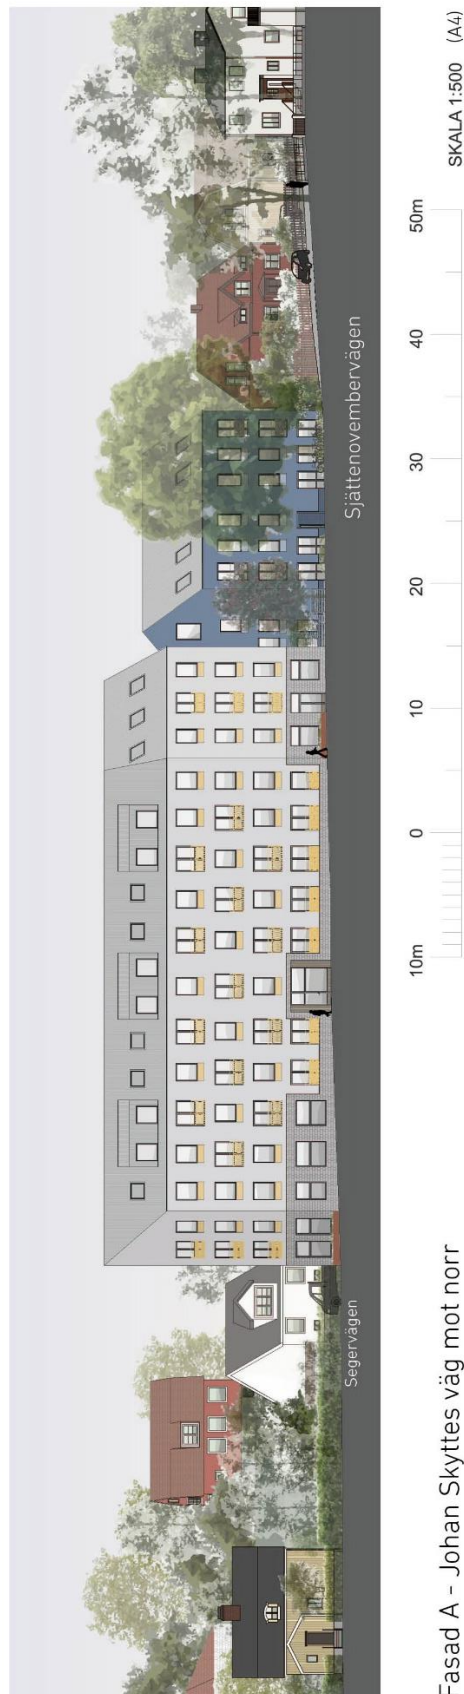 Segervägen
Sjättenovembervägen
Fasad A - Johan Skyttes väg mot norr
10m 0 10 20 30 40 50m
SKALA 1:500 (A4)